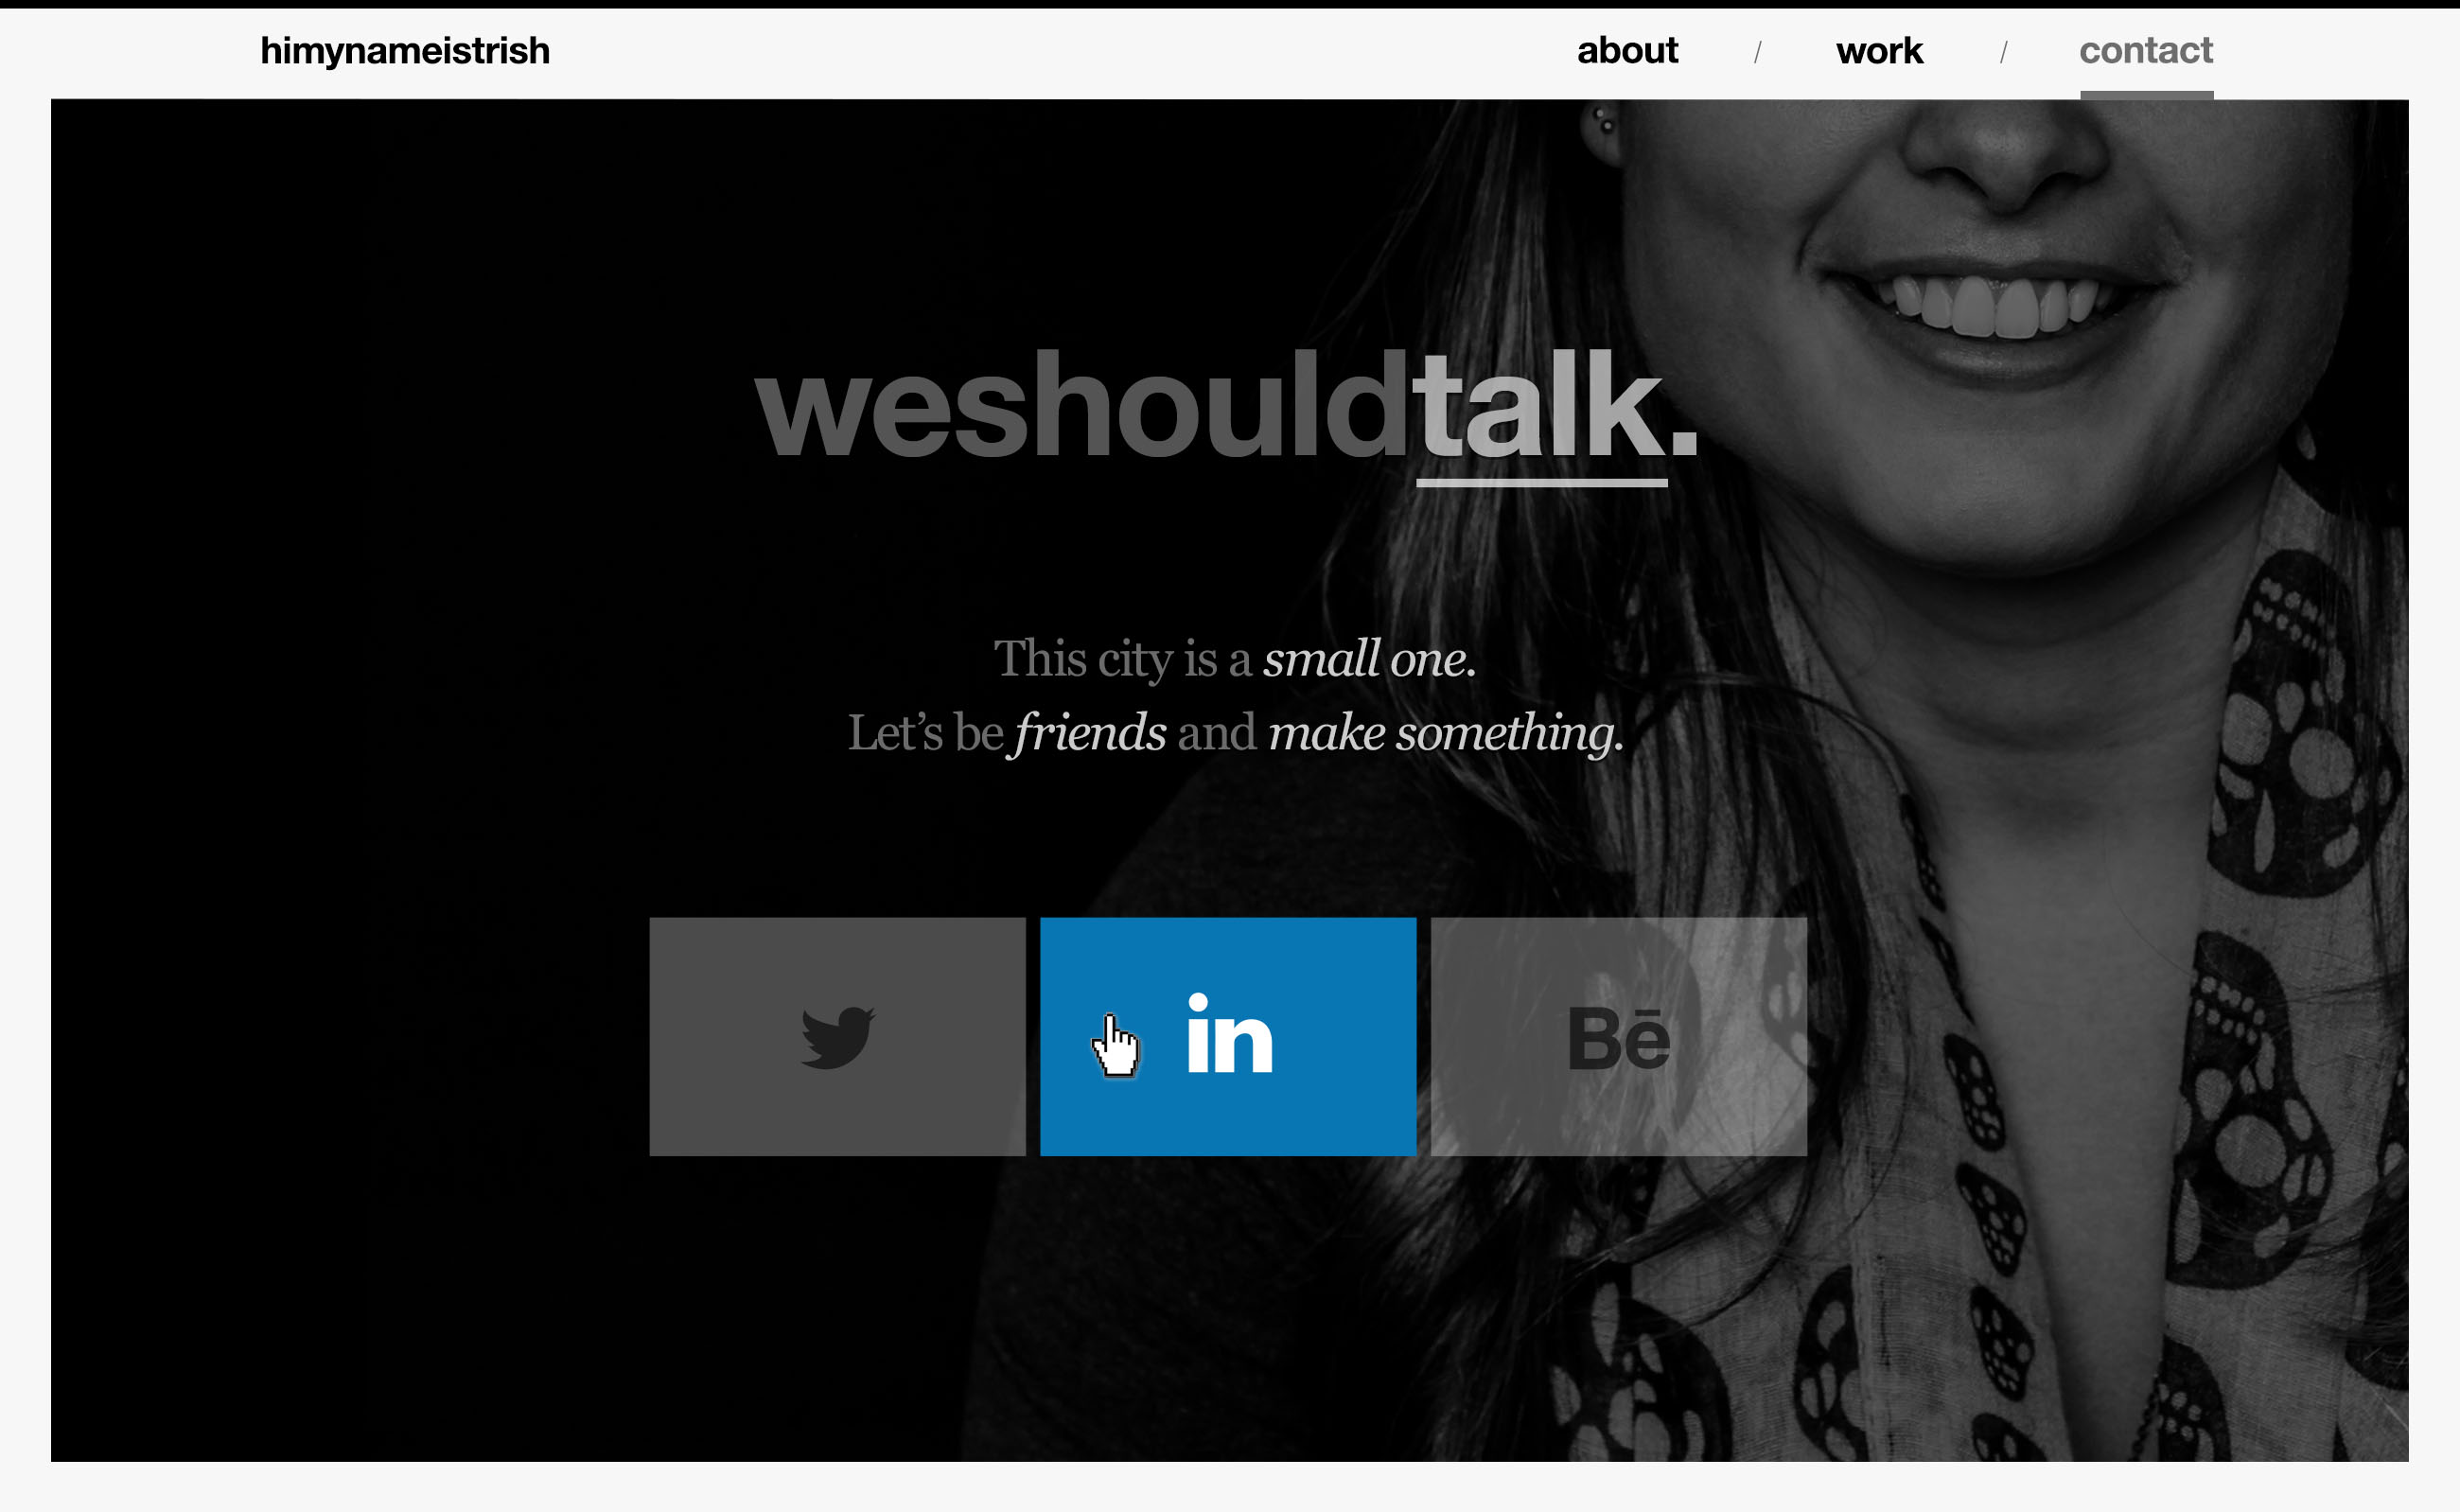 himynameistrish
about / work / contact
weshouldtalk.
This city is a small one.
Let’s be friends and make something.
in
Bē